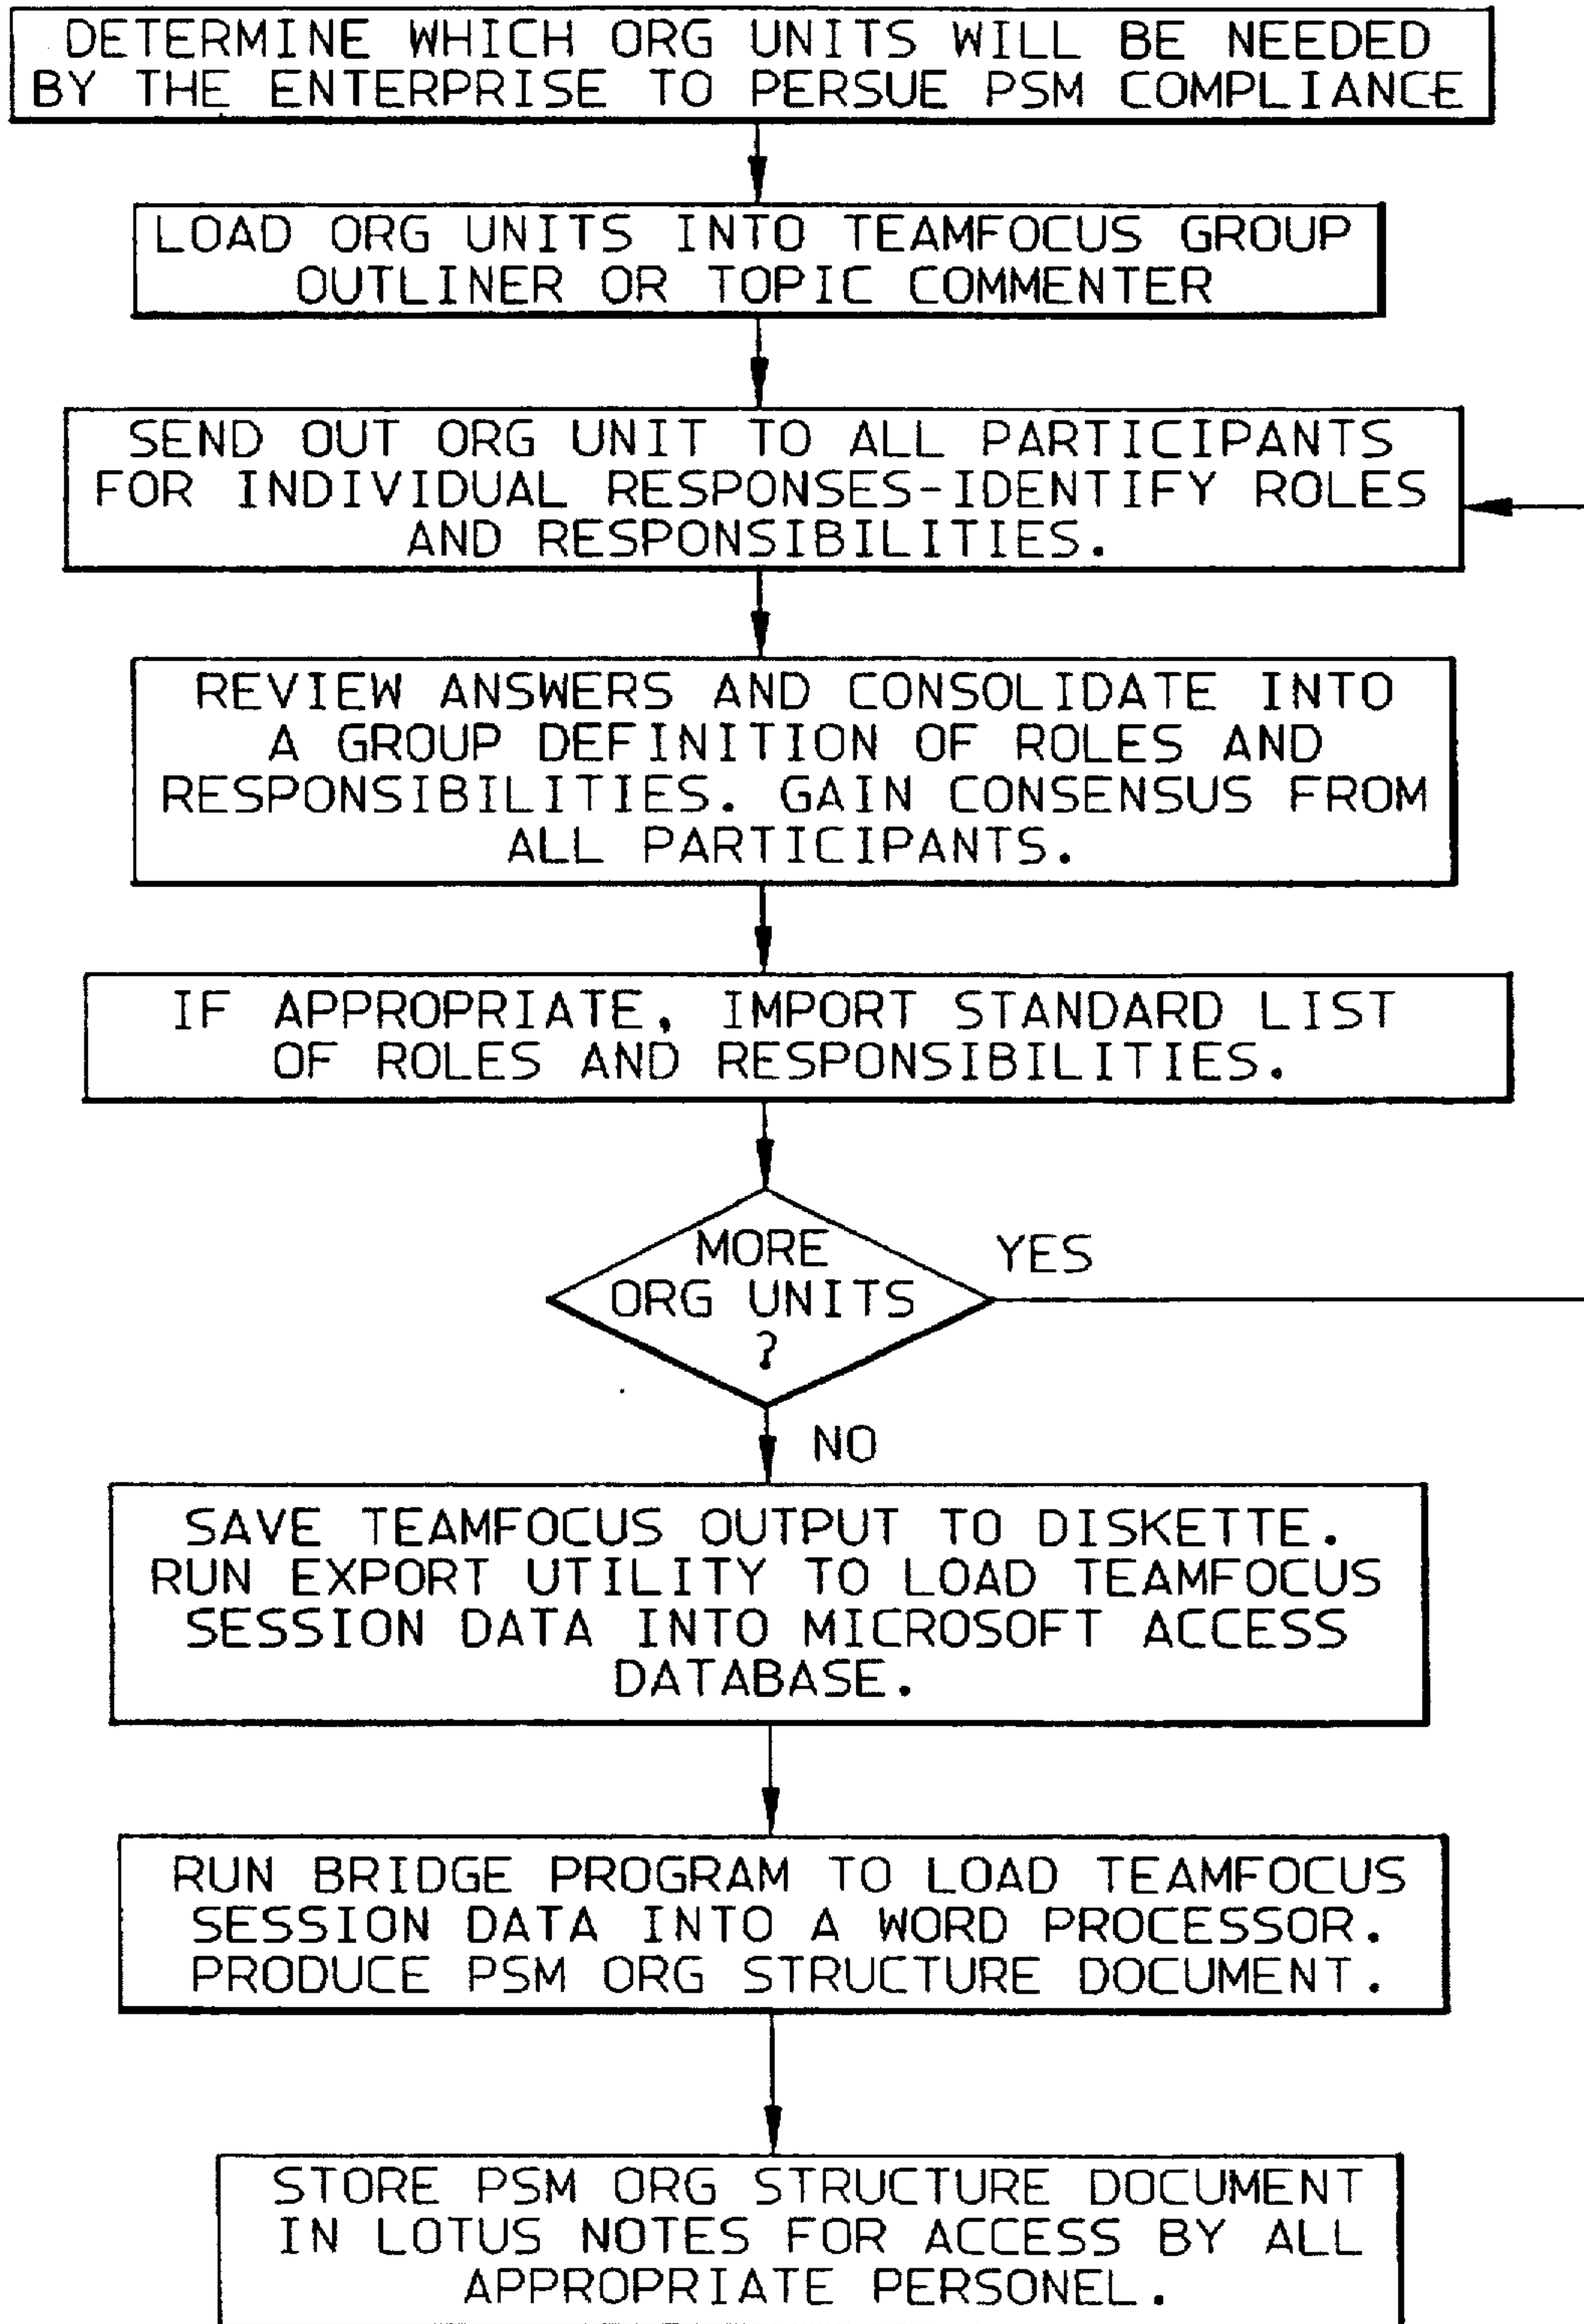 DETERMINE WHICH ORG UNITS WILL BE NEEDED
BY THE ENTERPRISE TO PERSUE PSM COMPLIANCE
LOAD ORG UNITS INTO TEAMFOCUS GROUP
OUTLINER OR TOPIC COMMENTER
SEND OUT ORG UNIT TO ALL PARTICIPANTS
FOR INDIVIDUAL RESPONSES-IDENTIFY ROLES
AND RESPONSIBILITIES.
REVIEW ANSWERS AND CONSOLIDATE INTO
A GROUP DEFINITION OF ROLES AND
RESPONSIBILITIES. GAIN CONSENSUS FROM
ALL PARTICIPANTS.
IF APPROPRIATE, IMPORT STANDARD LIST
OF ROLES AND RESPONSIBILITIES.
MORE
ORG UNITS
?
YES
NO
SAVE TEAMFOCUS OUTPUT TO DISKETTE.
RUN EXPORT UTILITY TO LOAD TEAMFOCUS
SESSION DATA INTO MICROSOFT ACCESS
DATABASE.
RUN BRIDGE PROGRAM TO LOAD TEAMFOCUS
SESSION DATA INTO A WORD PROCESSOR.
PRODUCE PSM ORG STRUCTURE DOCUMENT.
STORE PSM ORG STRUCTURE DOCUMENT
IN LOTUS NOTES FOR ACCESS BY ALL
APPROPRIATE PERSONEL.